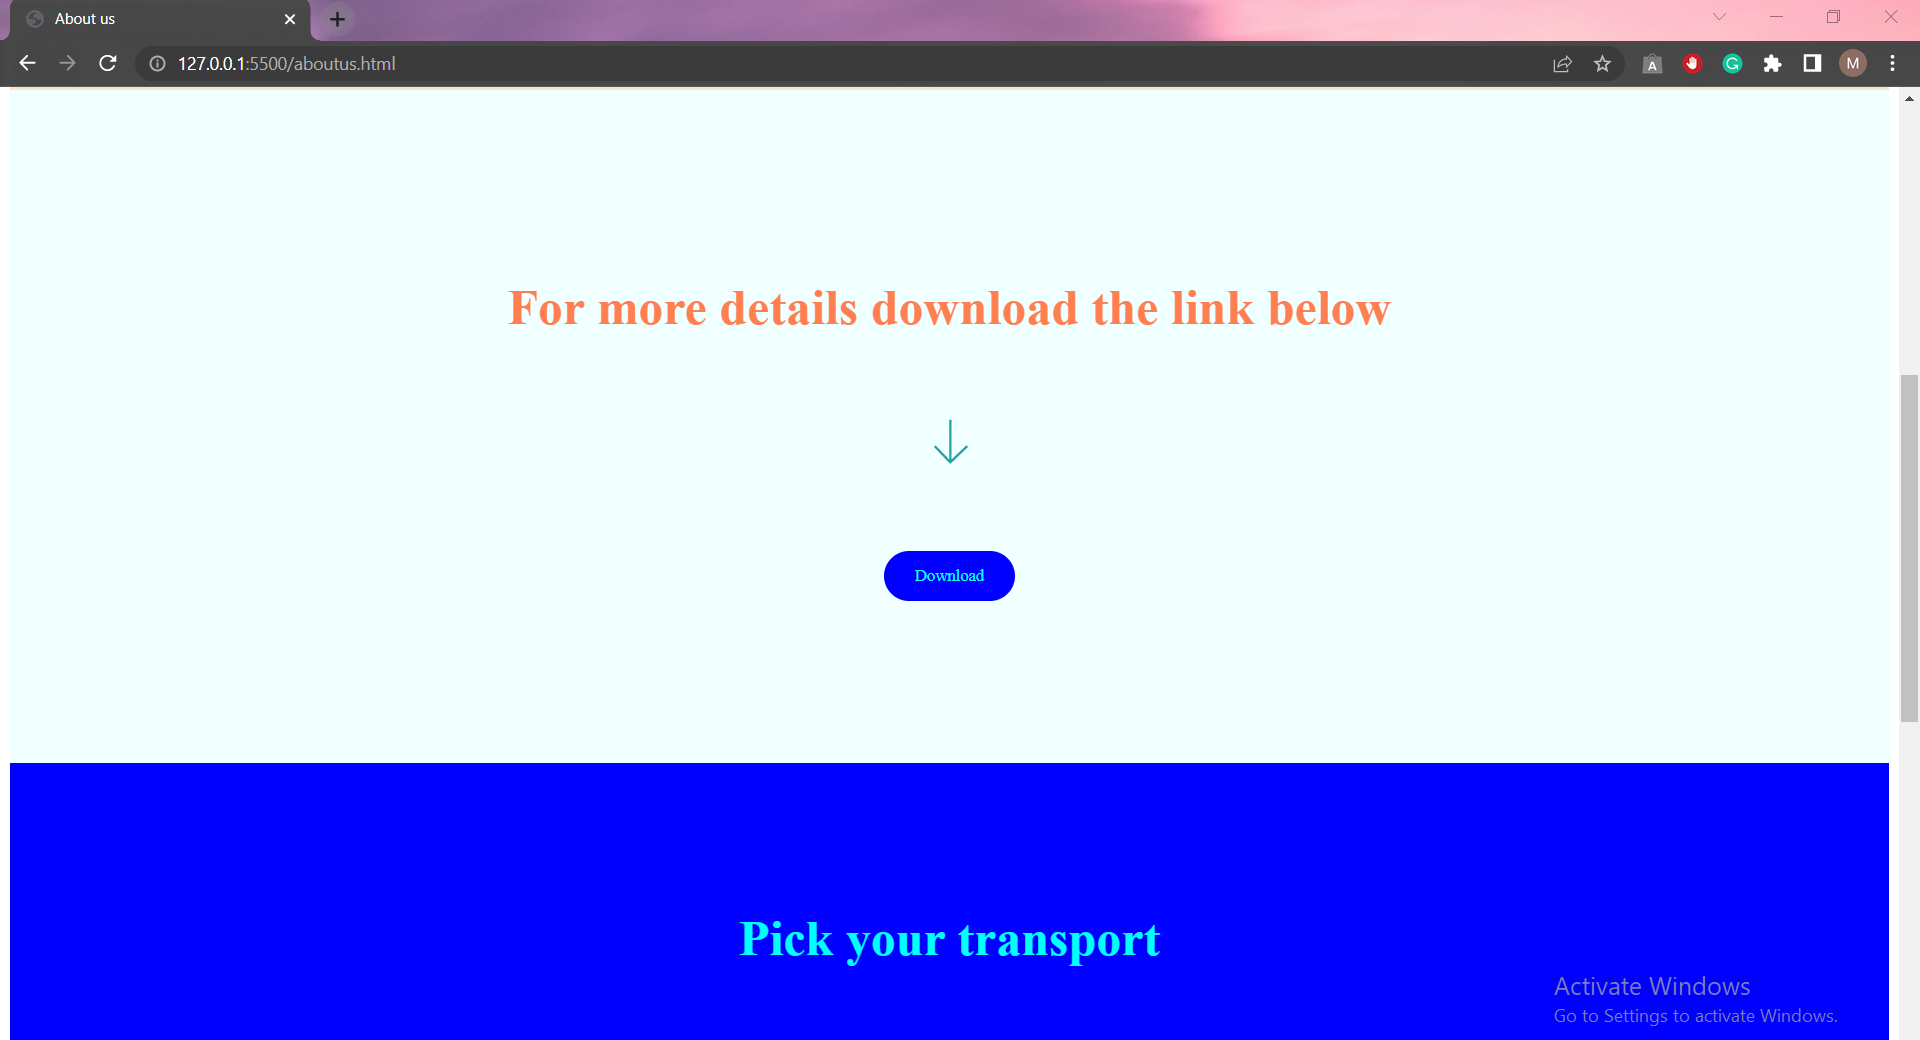 About us
127.0.0.1:5500/aboutus.html
A
G
M
For more details download the link below
Download
Pick your transport
Activate Windows
Go to Settings to activate Windows.